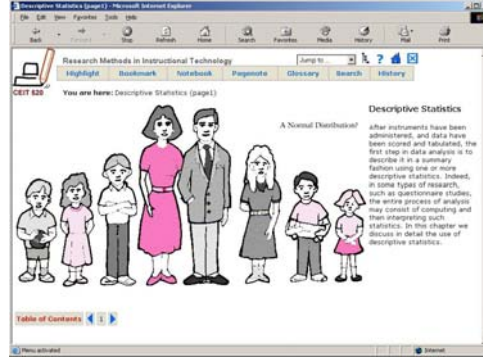 Descriptive Statistics (page1) - Microsoft Internet Explorer
File Edit View Favorites Tools Help
Back Forward Stop Refresh Home Search Favorites Media History Mail Print
Research Methods in Instructional Technology
Jump to ...
Highlight Bookmark Notebook Pagenote Glossary Search History
CEIT 528
You are here: Descriptive Statistics (page1)
Descriptive Statistics
A Normal Distribution?
After instruments have been
administered, and data have
been scored and tabulated, the
first step in data analysis is to
describe it in a summary
fashion using one or more
descriptive statistics. Indeed,
in some types of research,
such as questionnaire studies,
the entire process of analysis
may consist of computing and
then interpreting such
statistics. In this chapter we
discuss in detail the use of
descriptive statistics.
Table of Contents 1
Menu activated
Internet